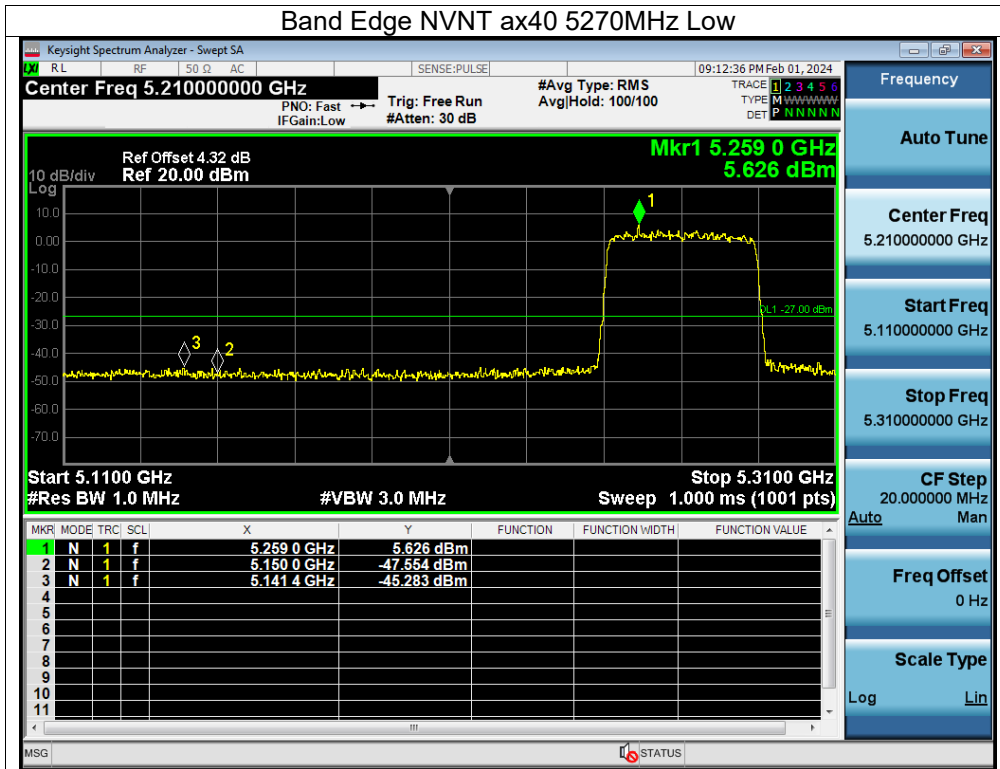 Band Edge NVNT ax40 5270MHz Low
Keysight Spectrum Analyzer - Swept SA
LXI RL RF 50 Ω AC SENSE:PULSE 09:12:36 PM Feb 01, 2024
Center Freq 5.210000000 GHz
PNO: Fast
IFGain:Low
Trig: Free Run
#Atten: 30 dB
#Avg Type: RMS
Avg|Hold: 100/100
TRACE 1 2 3 4 5 6
TYPE M WWWWW
DET P N N N N N
Mkr1 5.259 0 GHz
5.626 dBm
Ref Offset 4.32 dB
10 dB/div Ref 20.00 dBm
Log
10.0
0.00
-10.0
-20.0
-30.0
-40.0
-50.0
-60.0
-70.0
1
DL1 -27.00 dBm
3
2
Start 5.1100 GHz Stop 5.3100 GHz
#Res BW 1.0 MHz #VBW 3.0 MHz Sweep 1.000 ms (1001 pts)
MKR MODE TRC SCL X Y FUNCTION FUNCTION WIDTH FUNCTION VALUE
1 N 1 f 5.259 0 GHz 5.626 dBm
2 N 1 f 5.150 0 GHz -47.554 dBm
3 N 1 f 5.141 4 GHz -45.283 dBm
4
5
6
7
8
9
10
11
MSG STATUS
Frequency
Auto Tune
Center Freq
5.210000000 GHz
Start Freq
5.110000000 GHz
Stop Freq
5.310000000 GHz
CF Step
20.000000 MHz
Auto Man
Freq Offset
0 Hz
Scale Type
Log Lin